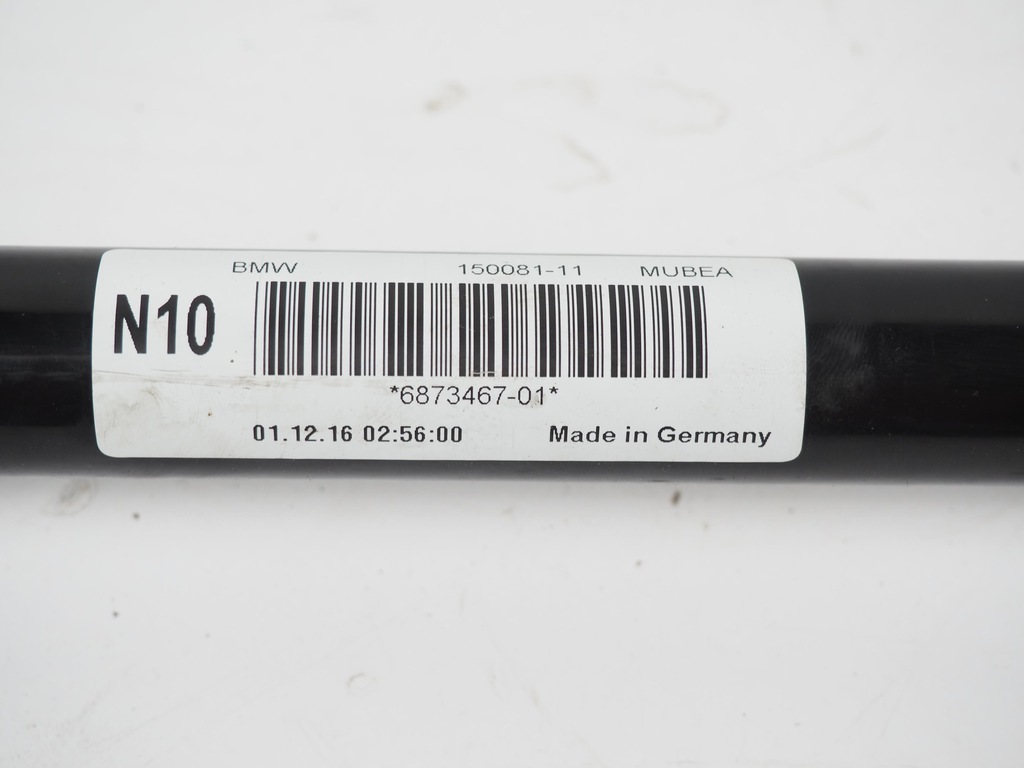 BMW 150081-11 MUBEA
N10
*6873467-01*
01.12.16 02:56:00 Made in Germany